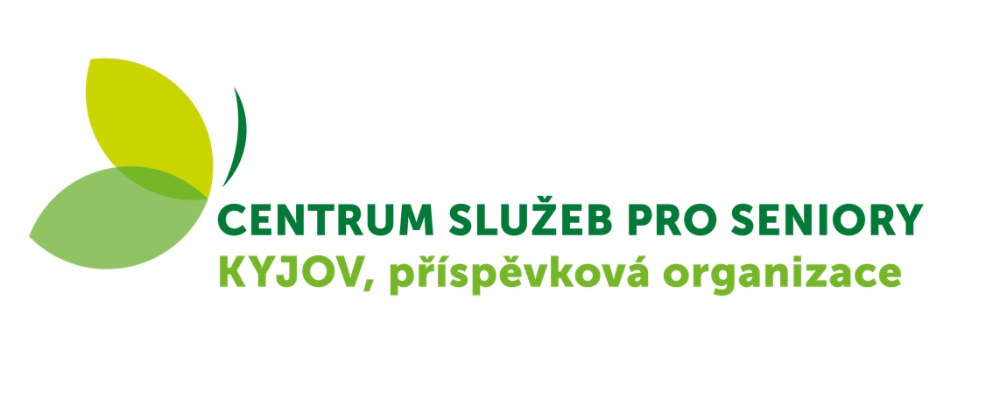 CENTRUM SLUŽEB PRO SENIORY
KYJOV, příspěvková organizace